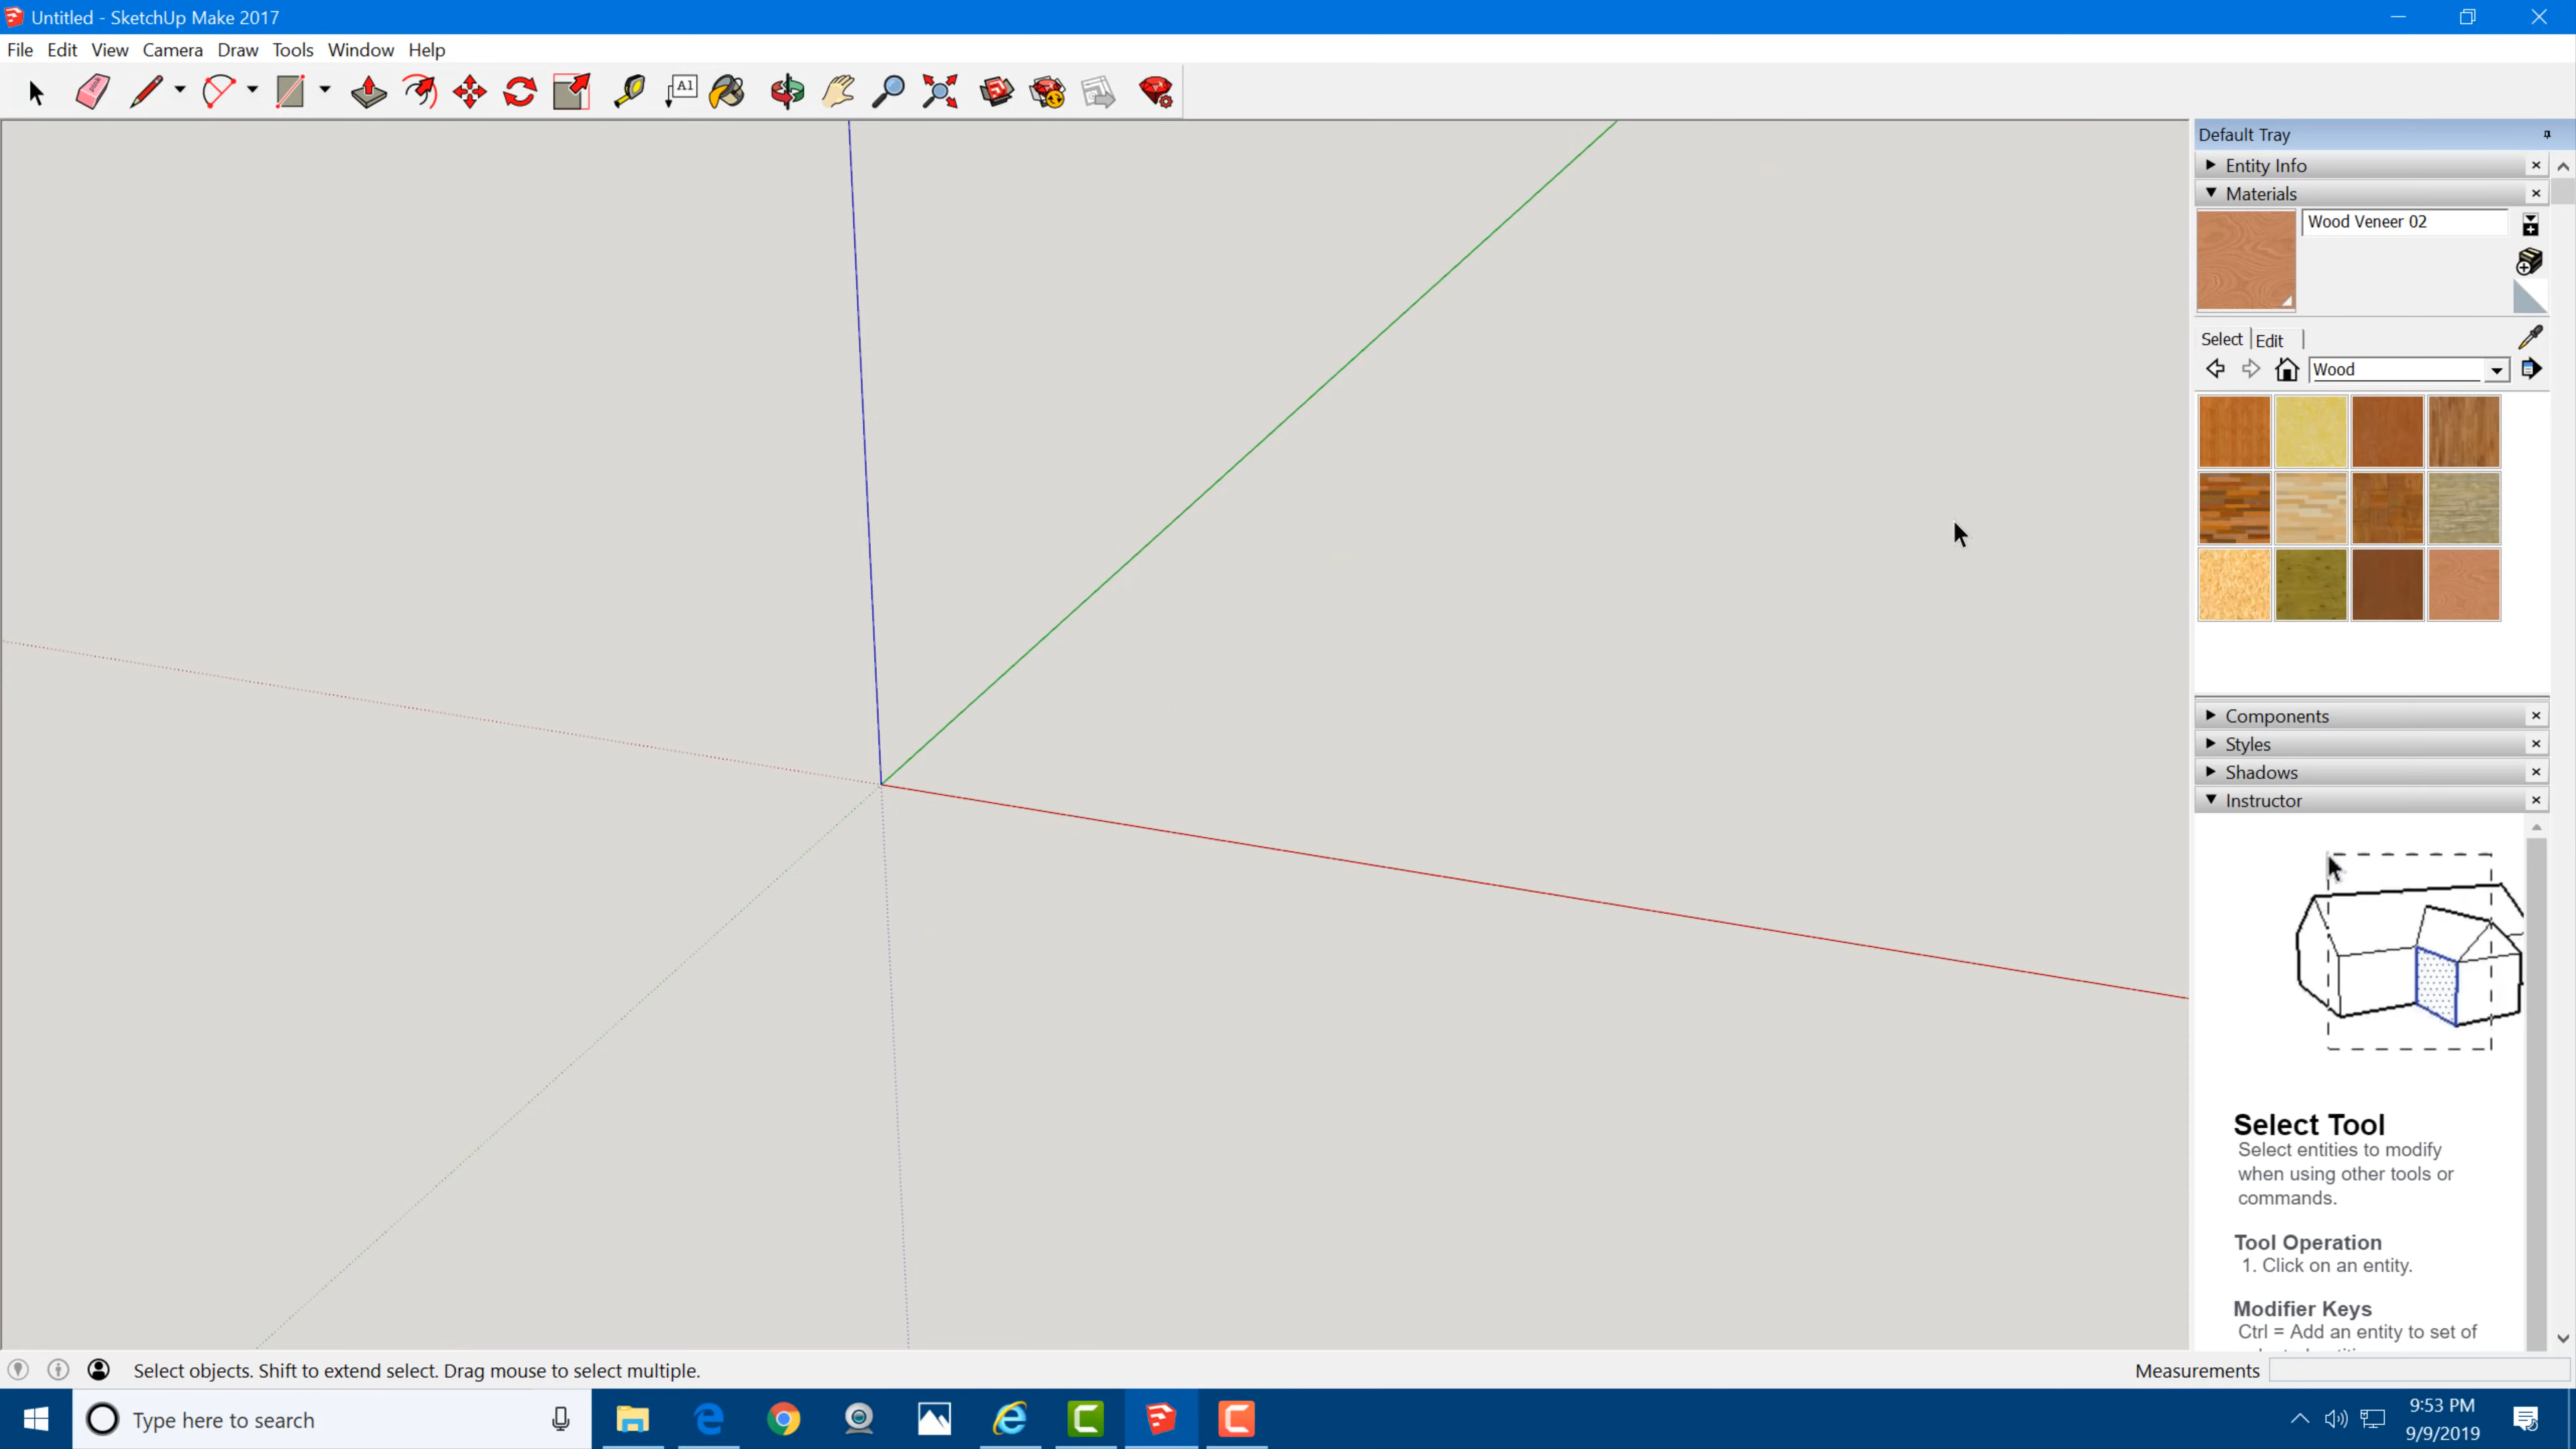 Untitled - SketchUp Make 2017
File Edit View Camera Draw Tools Window Help
A1
Default Tray
Entity Info
Materials
Wood Veneer 02
Select Edit
Wood
Components
Styles
Shadows
Instructor
Select Tool
Select entities to modify
when using other tools or
commands.
Tool Operation
1. Click on an entity.
Modifier Keys
Ctrl = Add an entity to set of
Select objects. Shift to extend select. Drag mouse to select multiple.
Measurements
Type here to search
9:53 PM
9/9/2019